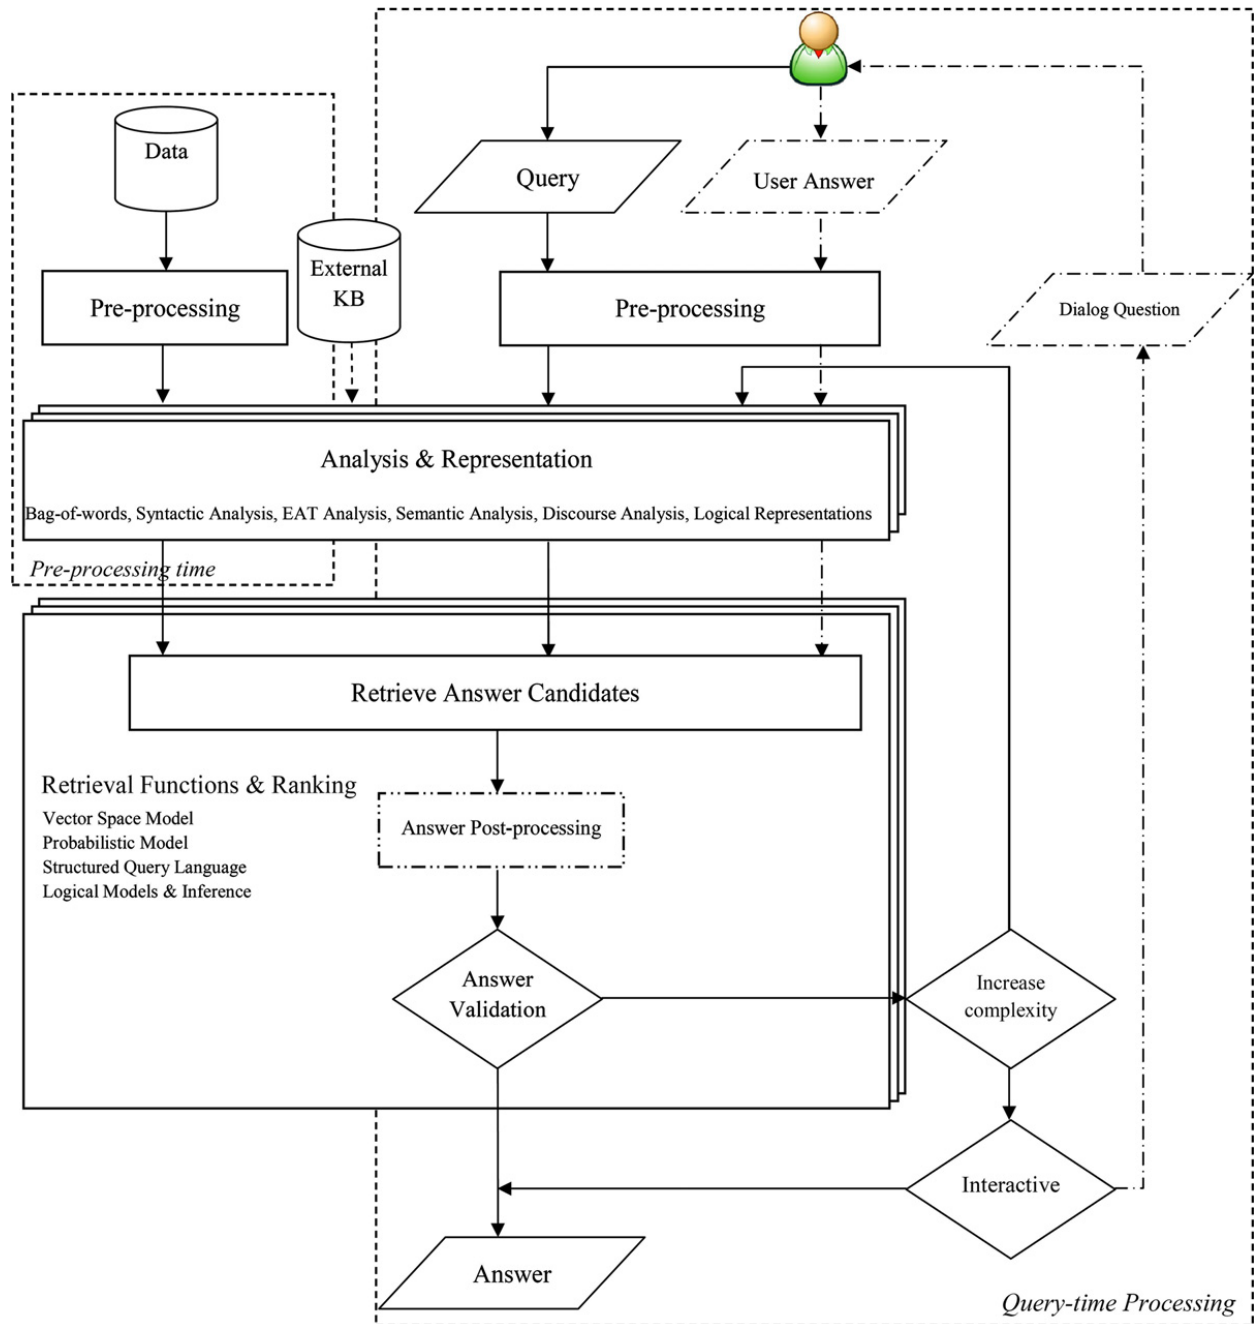 Data
Query
User Answer
External
KB
Pre-processing
Pre-processing
Dialog Question
Analysis & Representation
Bag-of-words, Syntactic Analysis, EAT Analysis, Semantic Analysis, Discourse Analysis, Logical Representations
Pre-processing time
Retrieve Answer Candidates
Retrieval Functions & Ranking
Vector Space Model
Probabilistic Model
Structured Query Language
Logical Models & Inference
Answer Post-processing
Answer
Validation
Increase
complexity
Interactive
Answer
Query-time Processing